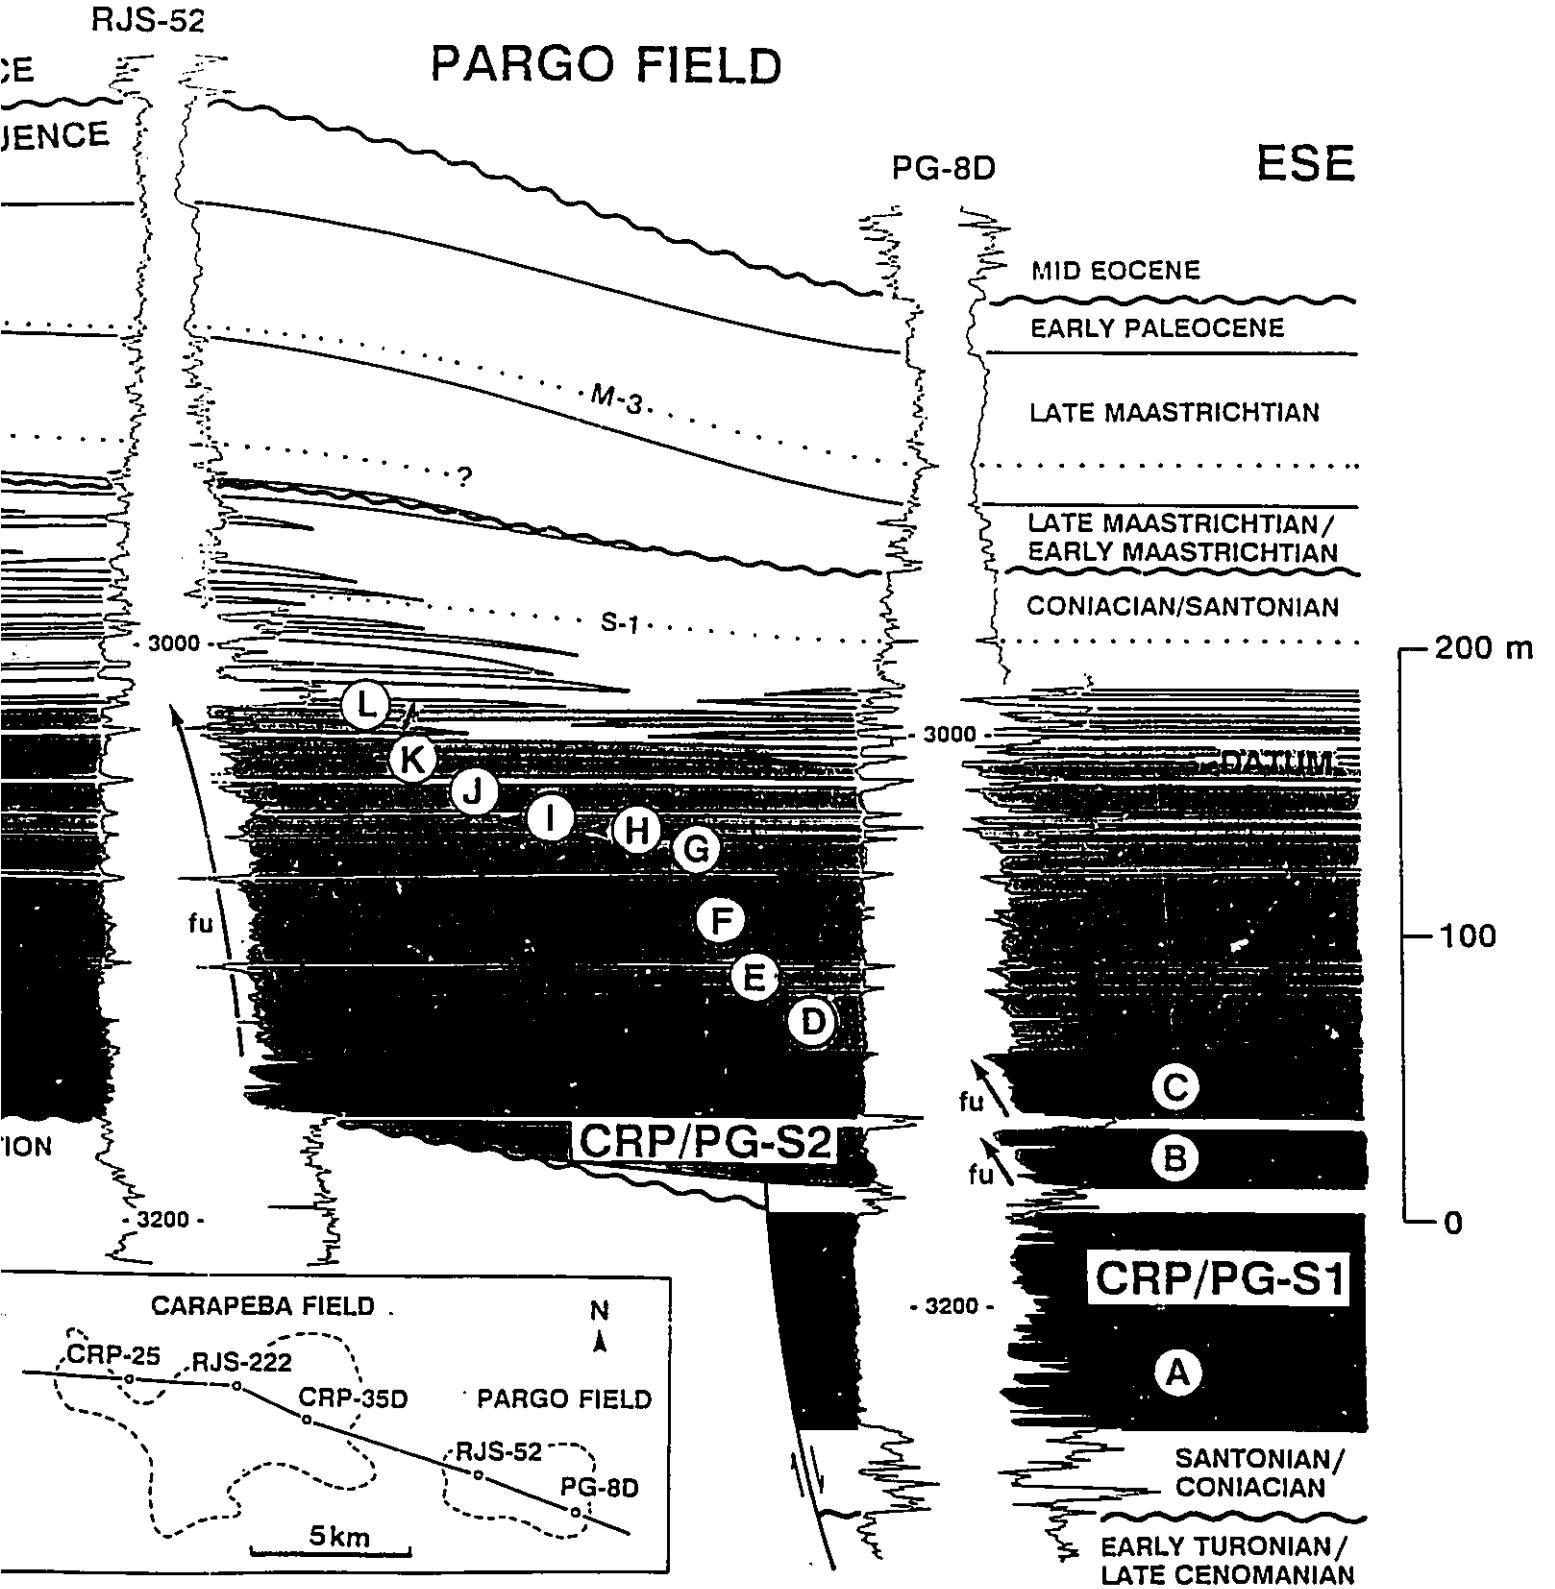 RJS-52
PARGO FIELD
CE
UENCE
PG-8D
ESE
MID EOCENE
EARLY PALEOCENE
M-3
LATE MAASTRICHTIAN
?
LATE MAASTRICHTIAN/
EARLY MAASTRICHTIAN
S-1
CONIACIAN/SANTONIAN
- 3000 -
200 m
L
- 3000 -
K
DATUM
J
I
H
G
fu
F
100
E
D
C
fu
CRP/PG-S2
TION
B
fu
- 3200 -
0
CRP/PG-S1
- 3200 -
A
CARAPEBA FIELD
N
CRP-25
RJS-222
CRP-35D
PARGO FIELD
RJS-52
PG-8D
5km
SANTONIAN/
CONIACIAN
EARLY TURONIAN/
LATE CENOMANIAN